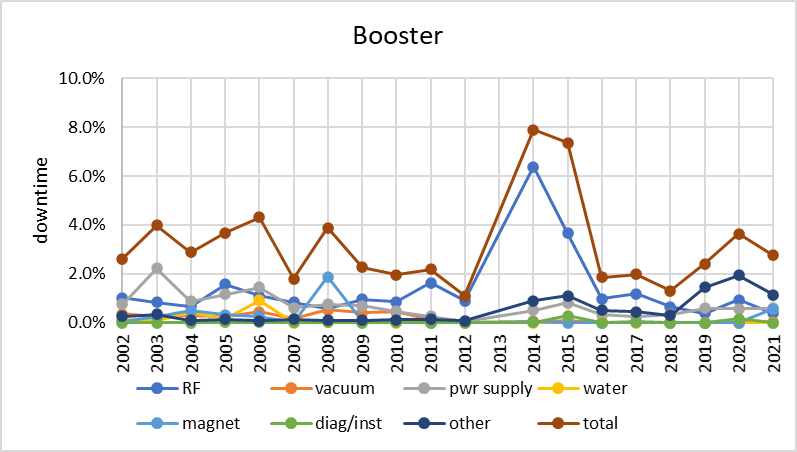 Booster
10.0%
8.0%
6.0%
4.0%
2.0%
0.0%
downtime
2002 2003 2004 2005 2006 2007 2008 2009 2010 2011 2012 2013 2014 2015 2016 2017 2018 2019 2020 2021
RF vacuum pwr supply water
magnet diag/inst other total